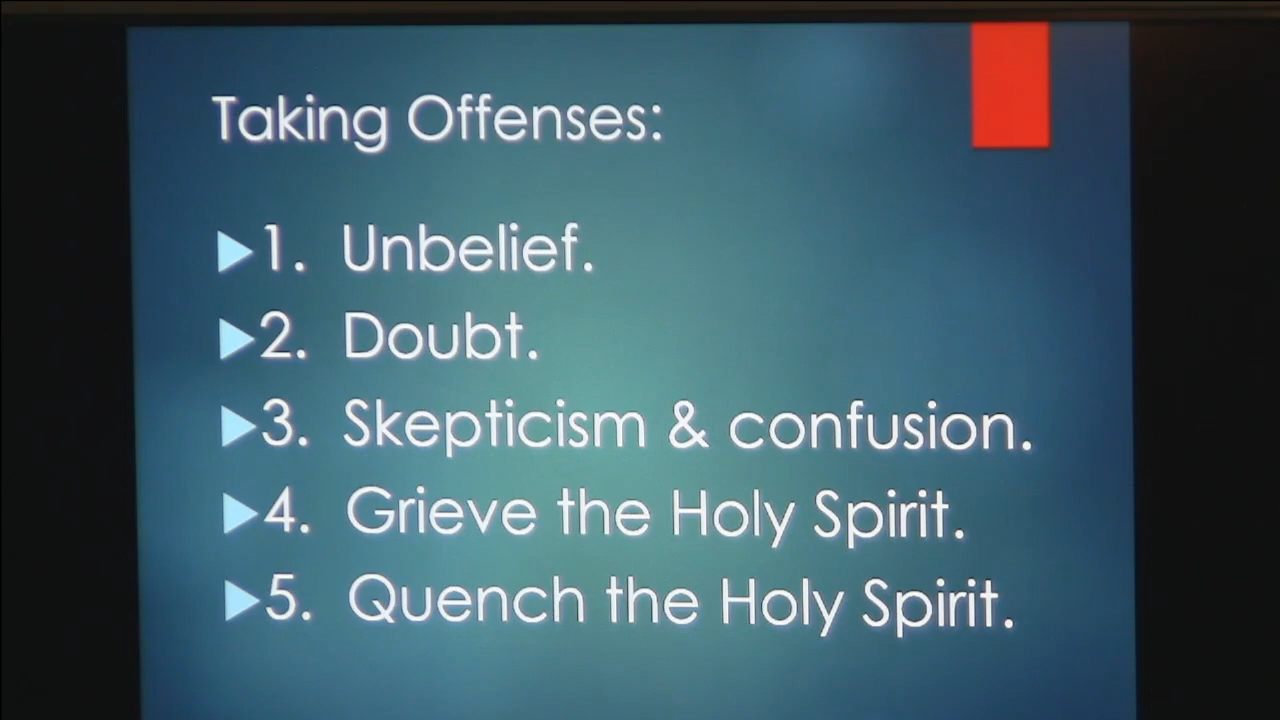 Taking Offenses:
▶1. Unbelief.
▶2. Doubt.
▶3. Skepticism & confusion.
▶4. Grieve the Holy Spirit.
▶5. Quench the Holy Spirit.